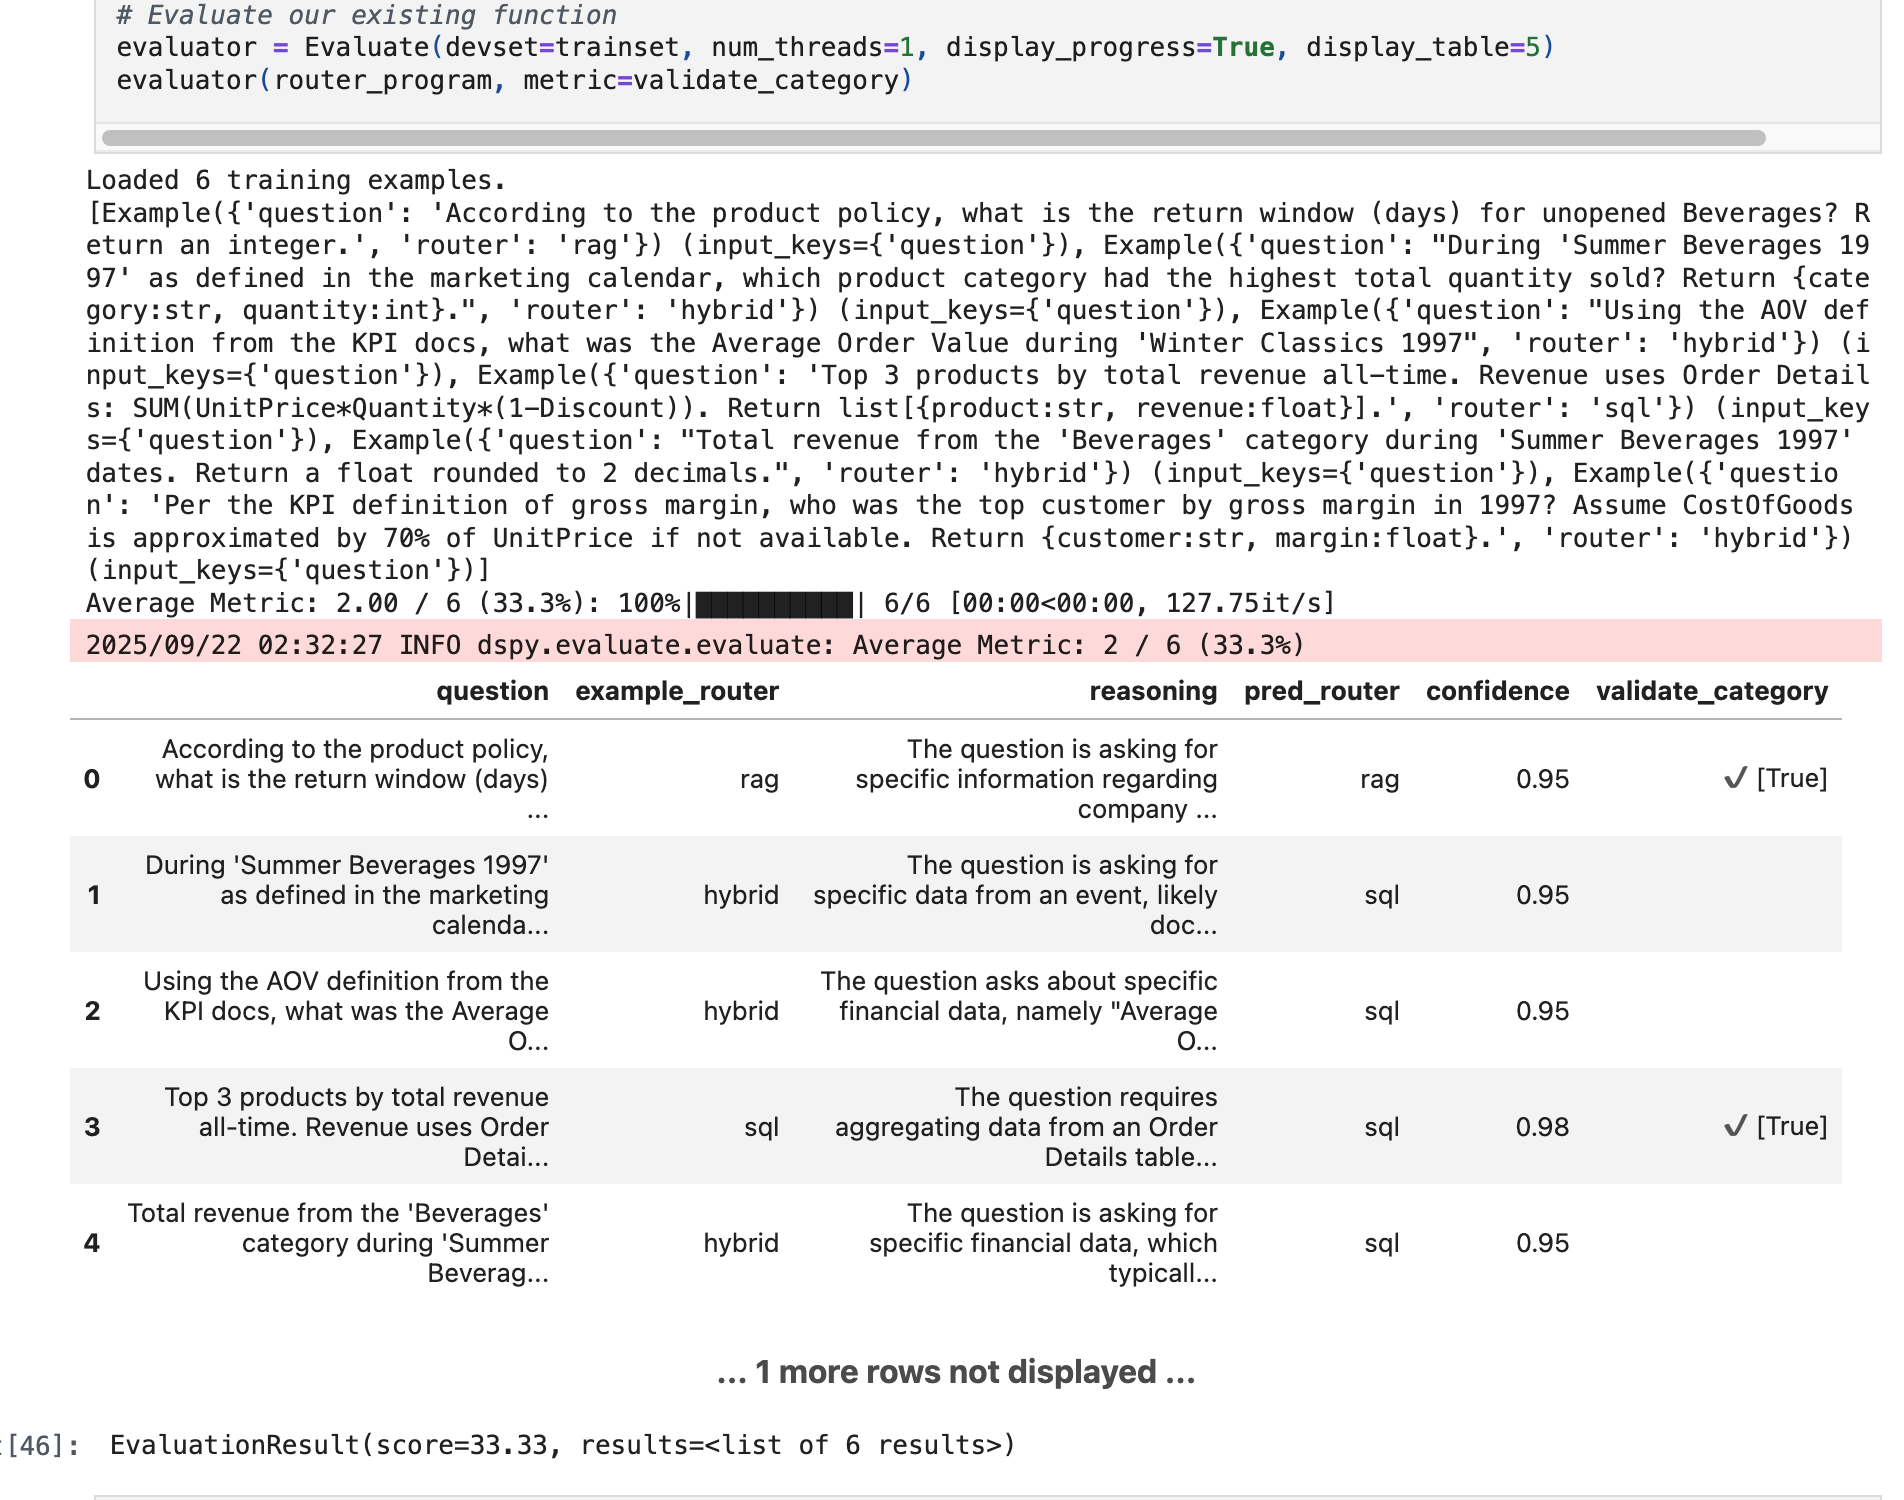 # Evaluate our existing function
evaluator = Evaluate(devset=trainset, num_threads=1, display_progress=True, display_table=5)
evaluator(router_program, metric=validate_category)
Loaded 6 training examples.
[Example({'question': 'According to the product policy, what is the return window (days) for unopened Beverages? R
eturn an integer.', 'router': 'rag'}) (input_keys={'question'}), Example({'question': "During 'Summer Beverages 19
97' as defined in the marketing calendar, which product category had the highest total quantity sold? Return {cate
gory:str, quantity:int}.", 'router': 'hybrid'}) (input_keys={'question'}), Example({'question': "Using the AOV def
inition from the KPI docs, what was the Average Order Value during 'Winter Classics 1997", 'router': 'hybrid'}) (i
nput_keys={'question'}), Example({'question': 'Top 3 products by total revenue all-time. Revenue uses Order Detail
s: SUM(UnitPrice*Quantity*(1-Discount)). Return list[{product:str, revenue:float}].', 'router': 'sql'}) (input_key
s={'question'}), Example({'question': "Total revenue from the 'Beverages' category during 'Summer Beverages 1997'
dates. Return a float rounded to 2 decimals.", 'router': 'hybrid'}) (input_keys={'question'}), Example({'questio
n': 'Per the KPI definition of gross margin, who was the top customer by gross margin in 1997? Assume CostOfGoods
is approximated by 70% of UnitPrice if not available. Return {customer:str, margin:float}.', 'router': 'hybrid'})
(input_keys={'question'})]
Average Metric: 2.00 / 6 (33.3%): 100%|██████████| 6/6 [00:00<00:00, 127.75it/s]
2025/09/22 02:32:27 INFO dspy.evaluate.evaluate: Average Metric: 2 / 6 (33.3%)
question example_router reasoning pred_router confidence validate_category
According to the product policy, The question is asking for
0 what is the return window (days) rag specific information regarding rag 0.95 ✔ [True]
... company ...
During 'Summer Beverages 1997' The question is asking for
1 as defined in the marketing hybrid specific data from an event, likely sql 0.95
calenda... doc...
Using the AOV definition from the The question asks about specific
2 KPI docs, what was the Average hybrid financial data, namely "Average sql 0.95
O... O...
Top 3 products by total revenue The question requires
3 all-time. Revenue uses Order sql aggregating data from an Order sql 0.98 ✔ [True]
Detai... Details table...
Total revenue from the 'Beverages' The question is asking for
4 category during 'Summer hybrid specific financial data, which sql 0.95
Beverag... typicall...
... 1 more rows not displayed ...
[46]: EvaluationResult(score=33.33, results=<list of 6 results>)